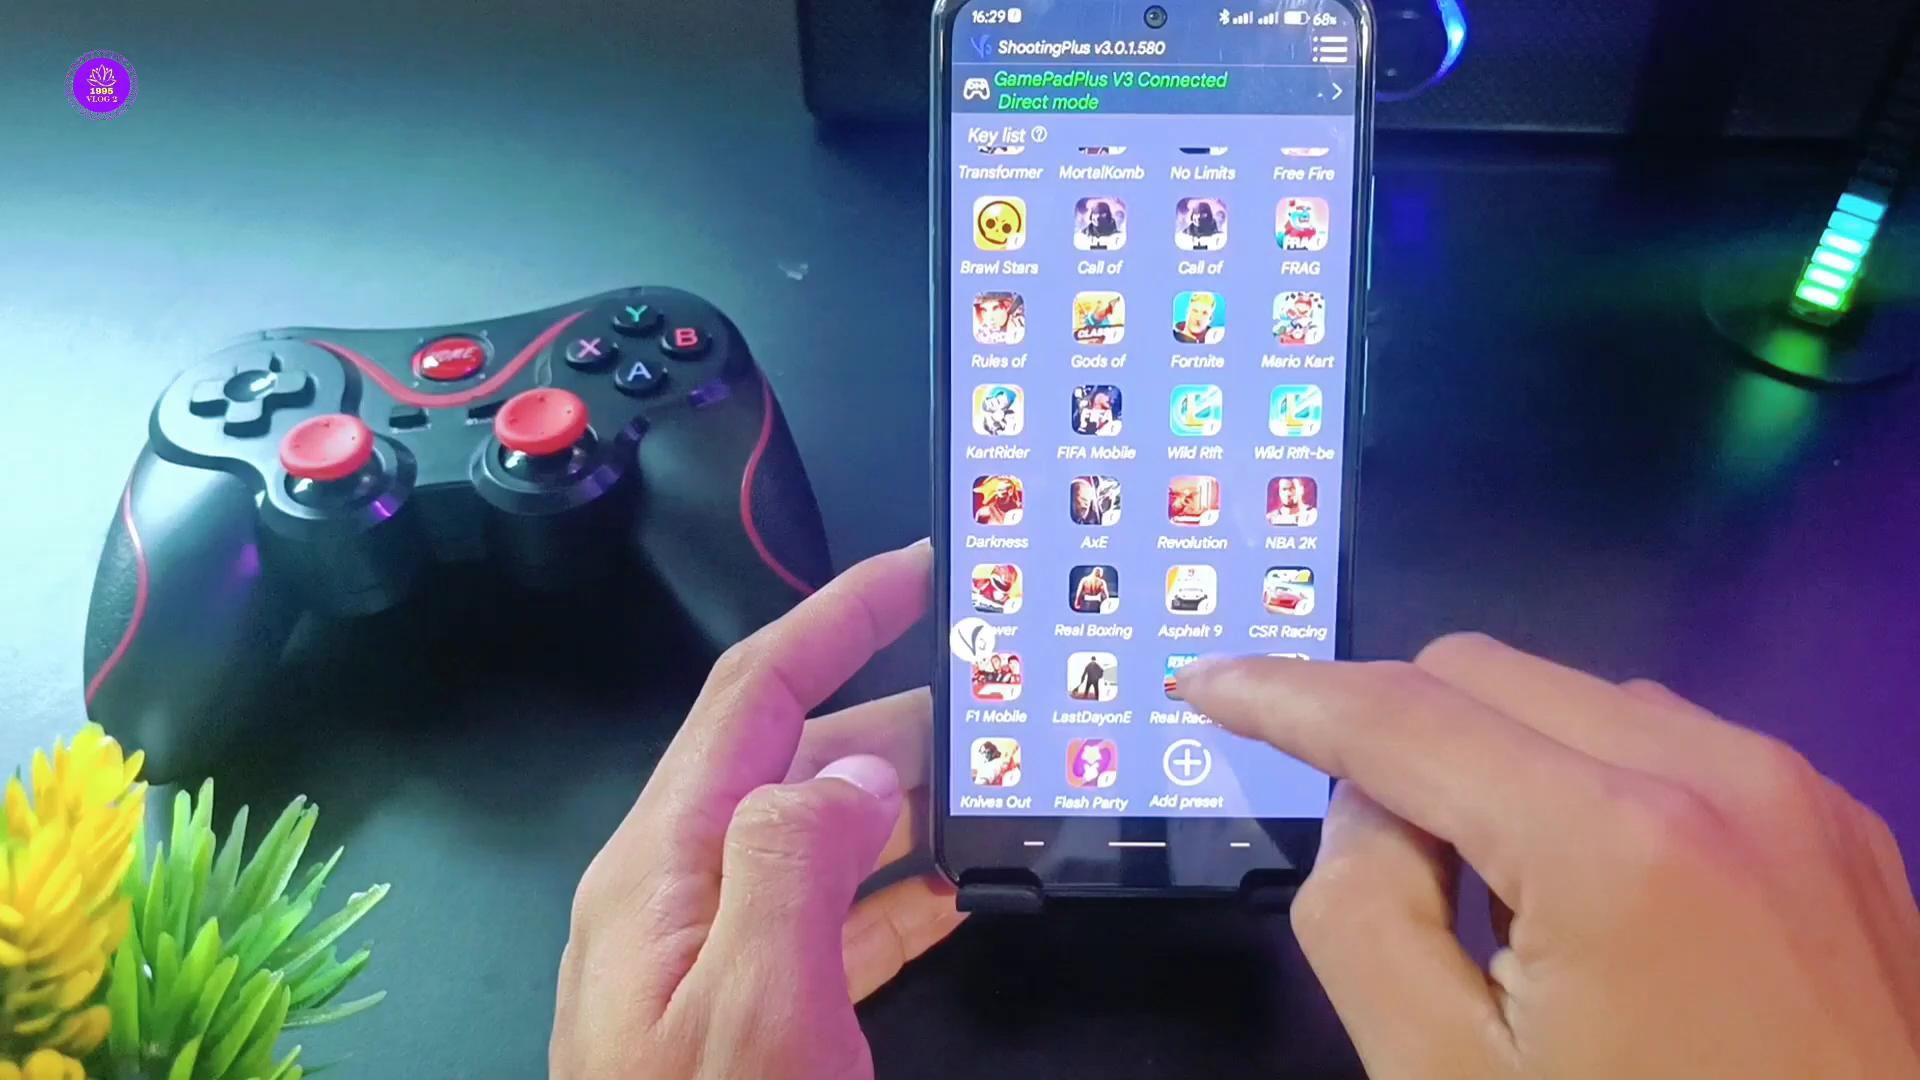 1995
VLOG 2
16:29
68%
ShootingPlus v3.0.1.580
GamePadPlus V3 Connected
Direct mode
Key list
Transformer MortalKomb No Limits Free Fire
Brawl Stars Call of Call of FRAG
Rules of Gods of Fortnite Mario Kart
KartRider FIFA Mobile Wild Rift Wild Rift-be
Darkness AxE Revolution NBA 2K
Real Boxing Asphalt 9 CSR Racing
F1 Mobile LastDayonE Real
Knives Out Flash Party Add preset
HOME
Y
X
B
A